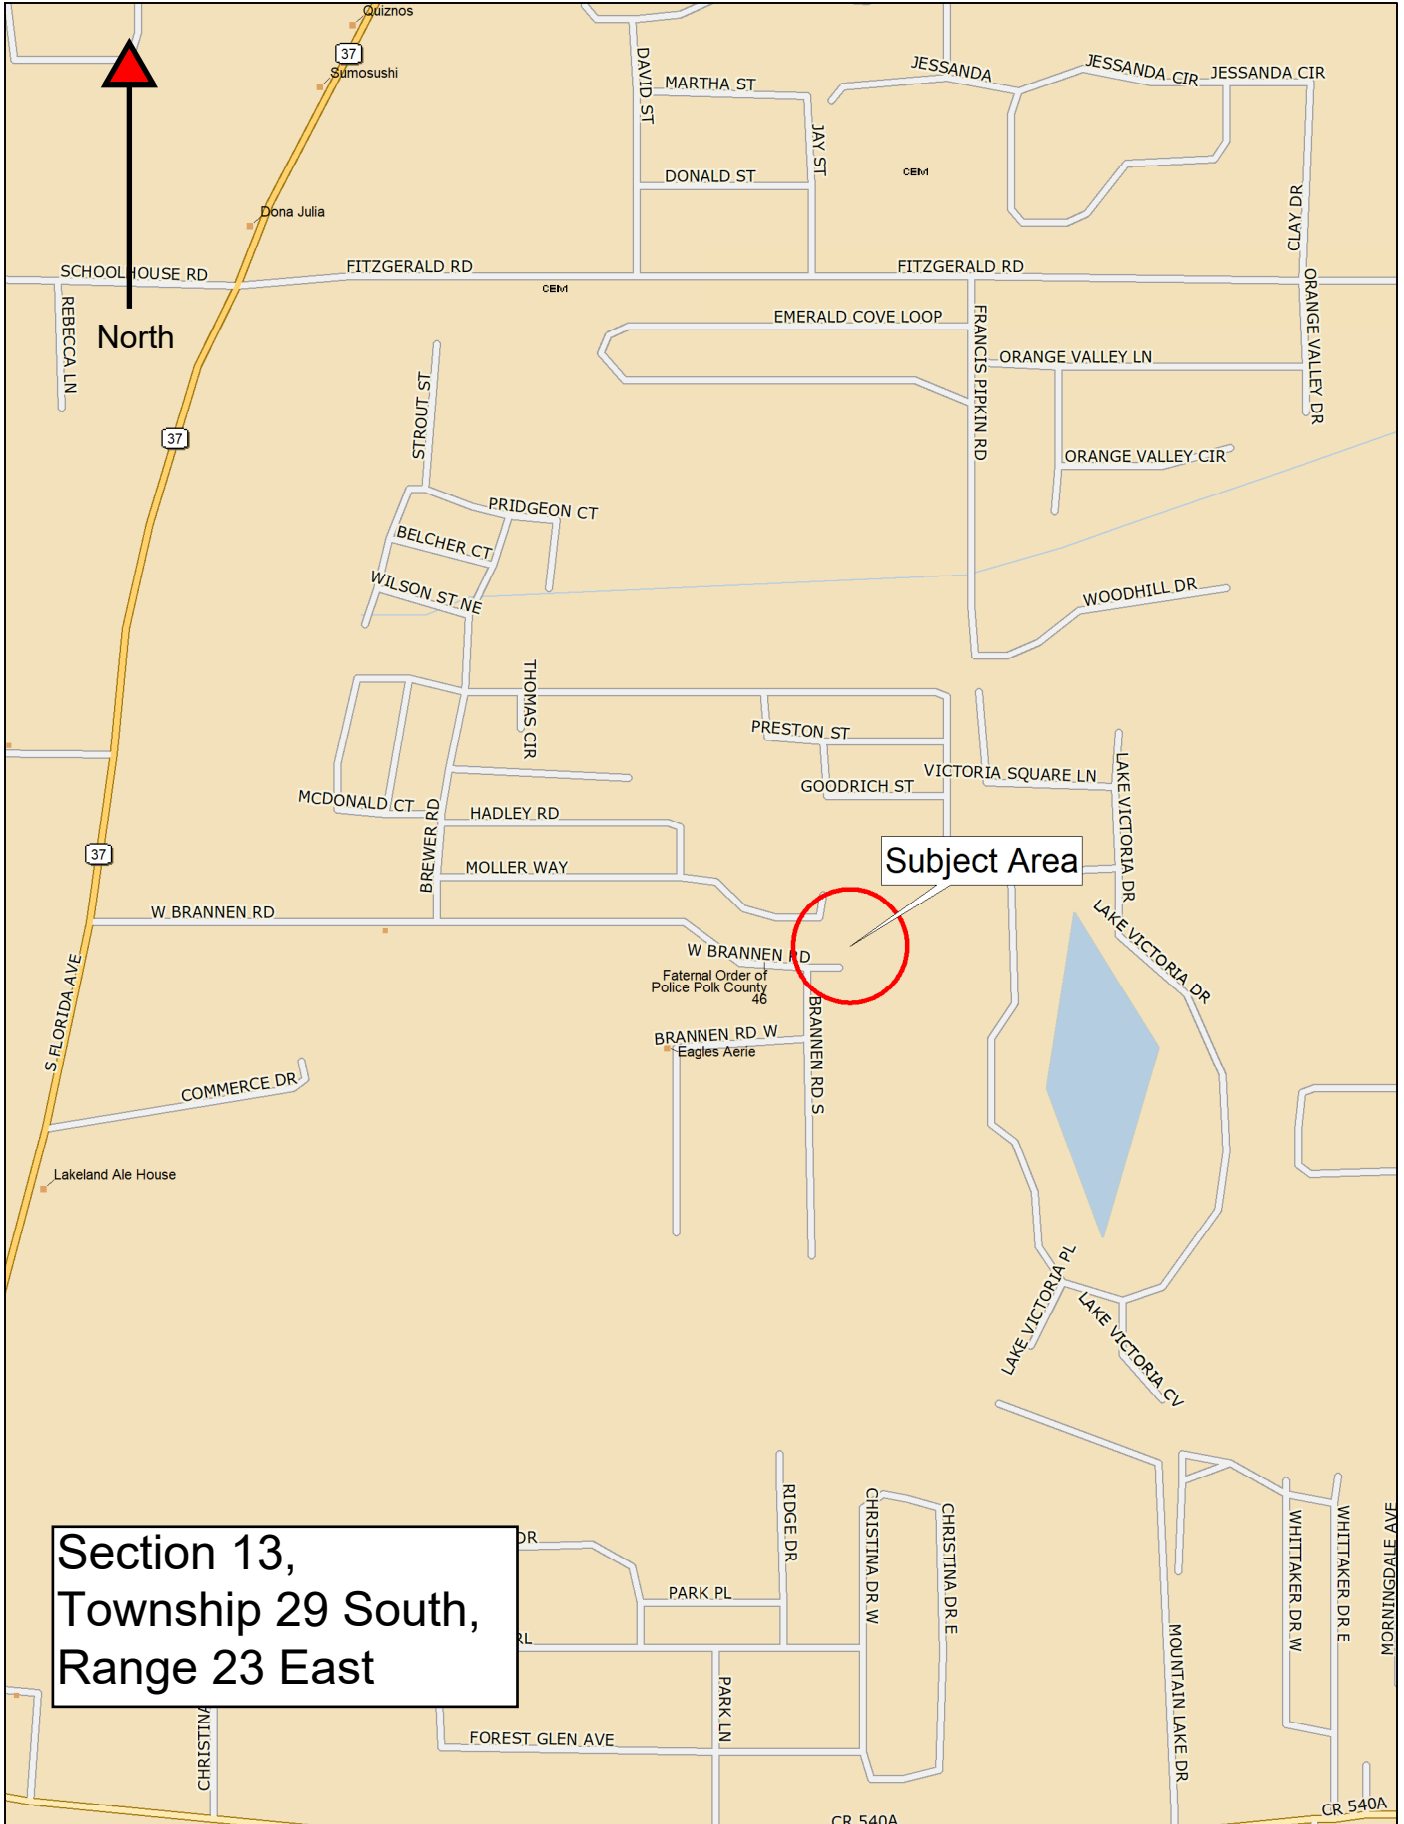 Quiznos
37
Sumosushi
DAVID ST
MARTHA ST
JAY ST
JESSANDA
JESSANDA CIR
JESSANDA CIR
DONALD ST
CEM
CLAY DR
Dona Julia
SCHOOLHOUSE RD
FITZGERALD RD
FITZGERALD RD
CEM
REBECCA LN
North
EMERALD COVE LOOP
FRANCIS PIPKIN RD
ORANGE VALLEY LN
ORANGE VALLEY DR
STROUT ST
37
ORANGE VALLEY CIR
PRIDGEON CT
BELCHER CT
WILSON ST NE
WOODHILL DR
THOMAS CIR
PRESTON ST
VICTORIA SQUARE LN
LAKE VICTORIA DR
GOODRICH ST
MCDONALD CT
BREWER RD
HADLEY RD
37
Subject Area
MOLLER WAY
W BRANNEN RD
LAKE VICTORIA DR
W BRANNEN RD
Faternal Order of
Police Polk County
46
S FLORIDA AVE
BRANNEN RD S
BRANNEN RD W
Eagles Aerie
COMMERCE DR
Lakeland Ale House
LAKE VICTORIA PL
LAKE VICTORIA CV
RIDGE DR
CHRISTINA DR W
CHRISTINA DR E
WHITTAKER DR W
WHITTAKER DR E
MORNINGDALE AVE
Section 13,
Township 29 South,
Range 23 East
DR
PARK PL
RL
MOUNTAIN LAKE DR
PARK LN
CHRISTINA
FOREST GLEN AVE
CR 540A
CR 540A